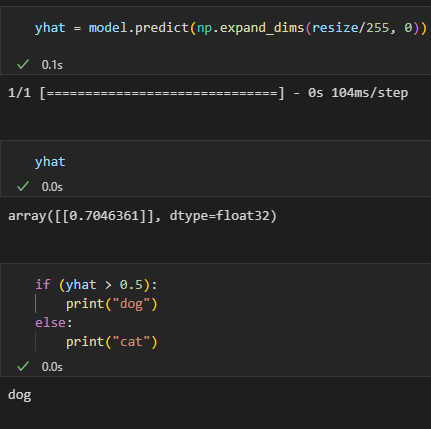 yhat = model.predict(np.expand_dims(resize/255, 0))
0.1s
1/1 [==============================] - 0s 104ms/step
yhat
0.0s
array([[0.7046361]], dtype=float32)
if (yhat > 0.5):
    print("dog")
else:
    print("cat")
0.0s
dog